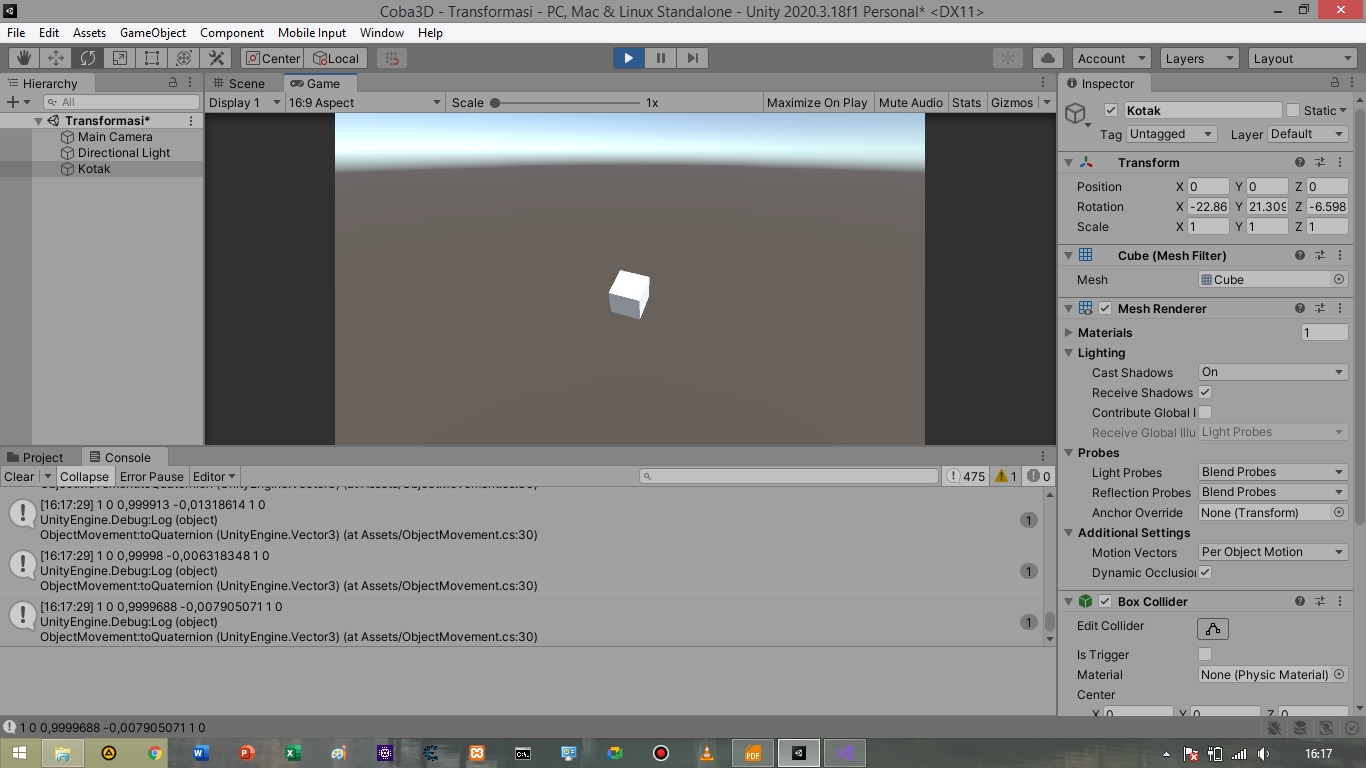 Coba3D - Transformasi - PC, Mac & Linux Standalone - Unity 2020.3.18f1 Personal* <DX11>
File Edit Assets GameObject Component Mobile Input Window Help
Center Local Account Layers Layout
Hierarchy
All
Transformasi*
Main Camera
Directional Light
Kotak
Scene Game
Display 1 16:9 Aspect Scale 1x Maximize On Play Mute Audio Stats Gizmos
Inspector
Kotak Static
Tag Untagged Layer Default
Transform
Position X 0 Y 0 Z 0
Rotation X -22.86 Y 21.309 Z -6.598
Scale X 1 Y 1 Z 1
Cube (Mesh Filter)
Mesh Cube
Mesh Renderer
Materials 1
Lighting
Cast Shadows On
Receive Shadows
Contribute Global I
Receive Global Illu Light Probes
Probes
Light Probes Blend Probes
Reflection Probes Blend Probes
Anchor Override None (Transform)
Additional Settings
Motion Vectors Per Object Motion
Dynamic Occlusion
Box Collider
Edit Collider
Is Trigger
Material None (Physic Material)
Center
X 0 Y 0 Z 0
Project Console
Clear Collapse Error Pause Editor 475 1 0
ObjectMovement:toQuaternion (UnityEngine.Vector3) (at Assets/ObjectMovement.cs:30)
[16:17:29] 1 0 0,999913 -0,01318614 1 0
UnityEngine.Debug:Log (object)
ObjectMovement:toQuaternion (UnityEngine.Vector3) (at Assets/ObjectMovement.cs:30)
1
[16:17:29] 1 0 0,99998 -0,006318348 1 0
UnityEngine.Debug:Log (object)
ObjectMovement:toQuaternion (UnityEngine.Vector3) (at Assets/ObjectMovement.cs:30)
1
[16:17:29] 1 0 0,9999688 -0,007905071 1 0
UnityEngine.Debug:Log (object)
ObjectMovement:toQuaternion (UnityEngine.Vector3) (at Assets/ObjectMovement.cs:30)
1
1 0 0,9999688 -0,007905071 1 0
PDF
16:17